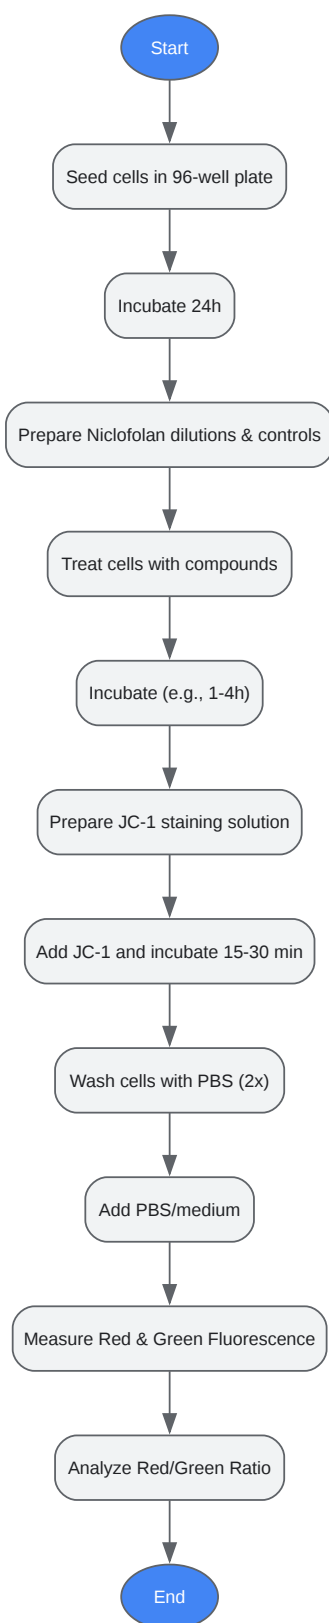 Start
Seed cells in 96-well plate
Incubate 24h
Prepare Niclofolan dilutions & controls
Treat cells with compounds
Incubate (e.g., 1-4h)
Prepare JC-1 staining solution
Add JC-1 and incubate 15-30 min
Wash cells with PBS (2x)
Add PBS/medium
Measure Red & Green Fluorescence
Analyze Red/Green Ratio
End